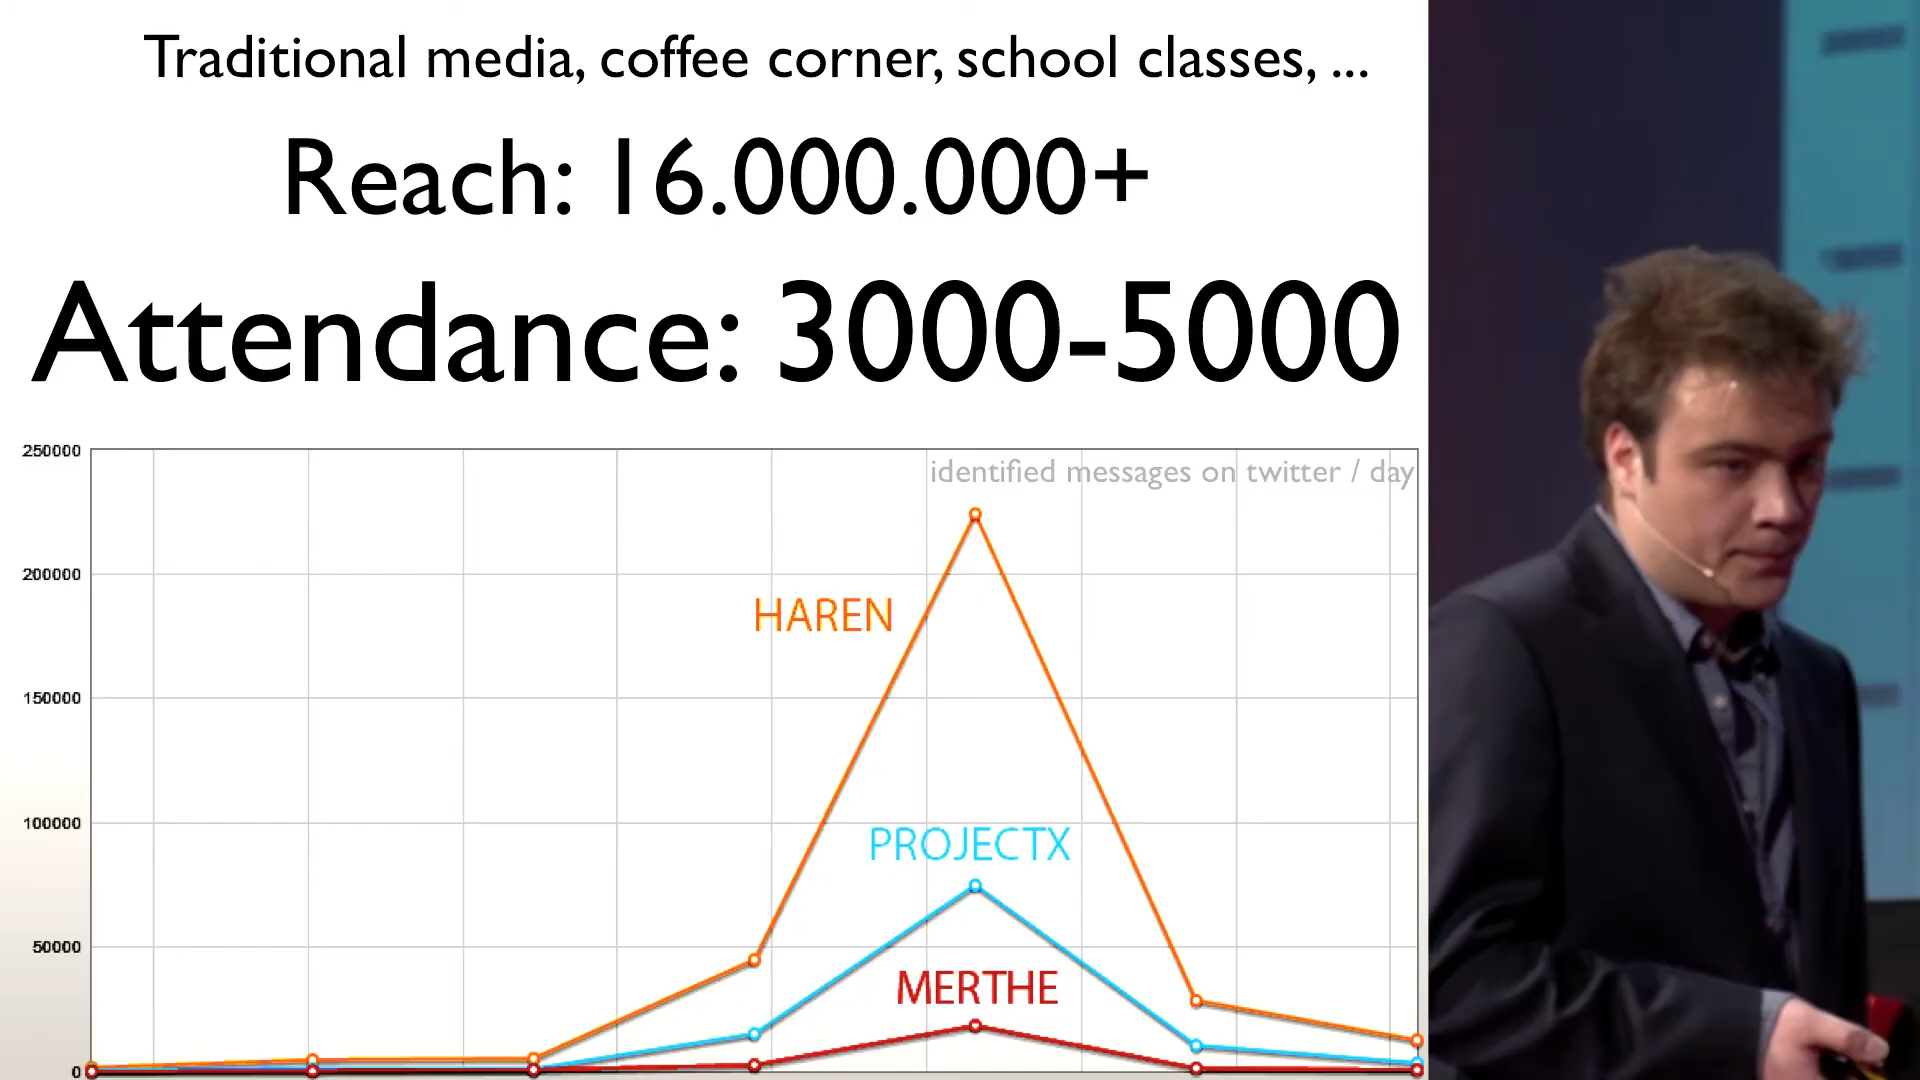 Traditional media, coffee corner, school classes, ...
Reach: 16.000.000+
Attendance: 3000-5000
250000
identified messages on twitter / day
200000
HAREN
150000
100000
PROJECTX
50000
MERTHE
0